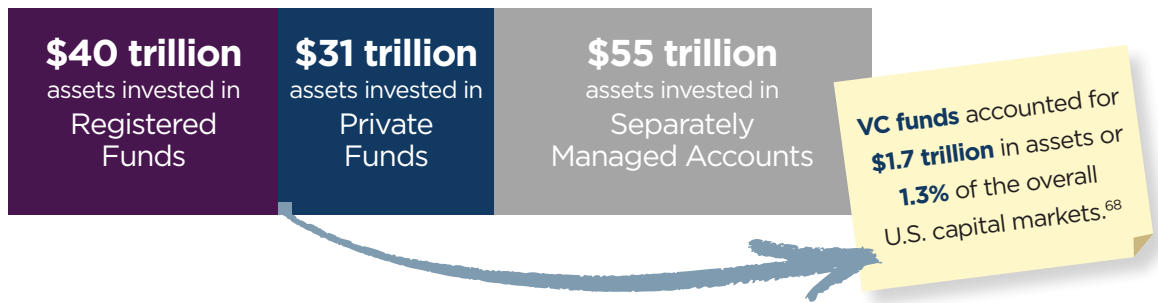 $40 trillion
assets invested in
Registered
Funds
$31 trillion
assets invested in
Private
Funds
$55 trillion
assets invested in
Separately
Managed Accounts
VC funds accounted for
$1.7 trillion in assets or
1.3% of the overall
U.S. capital markets.68